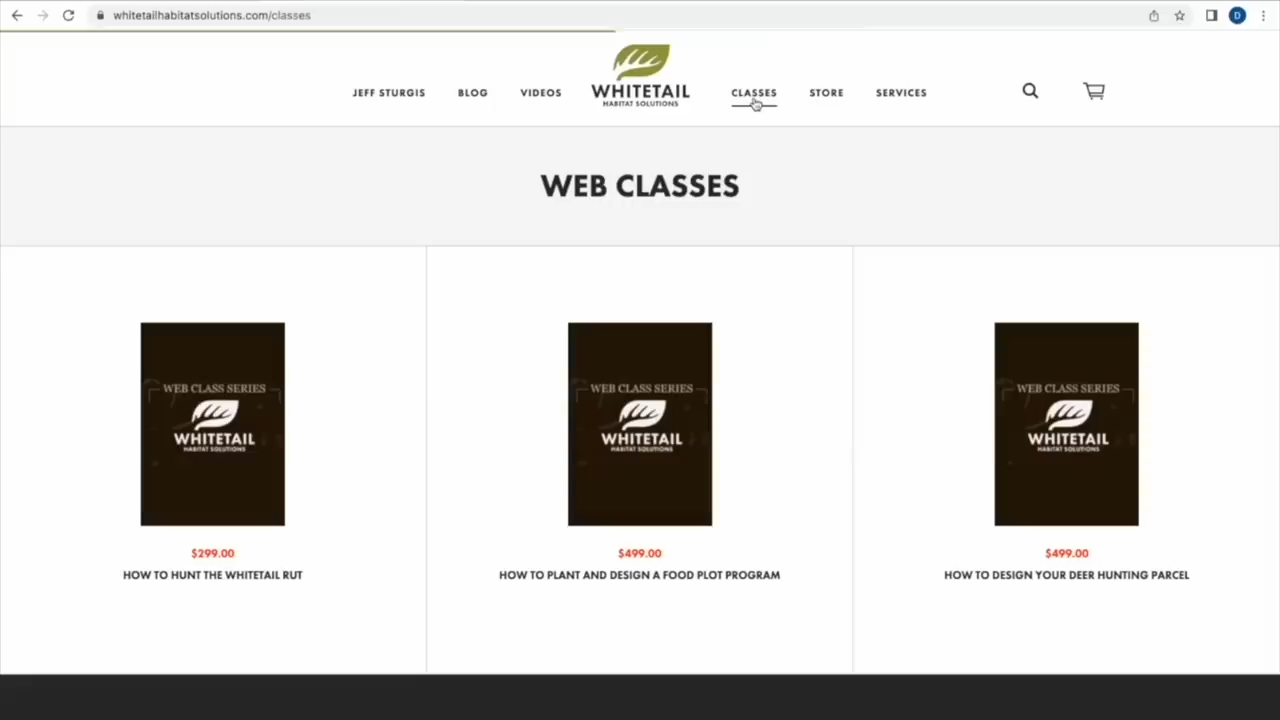 whitetailhabitatsolutions.com/classes
D
JEFF STURGIS BLOG VIDEOS WHITETAIL CLASSES STORE SERVICES
HABITAT SOLUTIONS
WEB CLASSES
WEB CLASS SERIES
WHITETAIL
HABITAT SOLUTIONS
$299.00
HOW TO HUNT THE WHITETAIL RUT
WEB CLASS SERIES
WHITETAIL
HABITAT SOLUTIONS
$499.00
HOW TO PLANT AND DESIGN A FOOD PLOT PROGRAM
WEB CLASS SERIES
WHITETAIL
HABITAT SOLUTIONS
$499.00
HOW TO DESIGN YOUR DEER HUNTING PARCEL